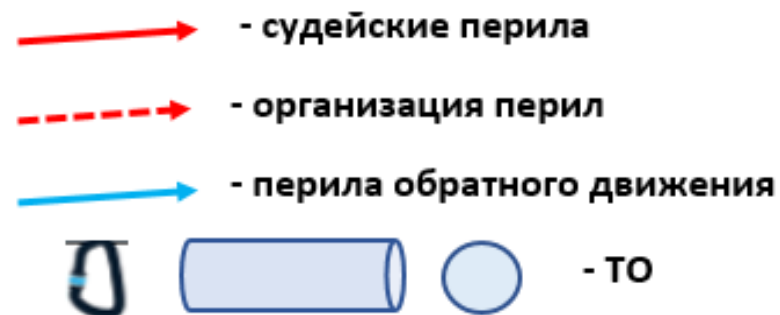 - судейские перила
- организация перил
- перила обратного движения
- ТО